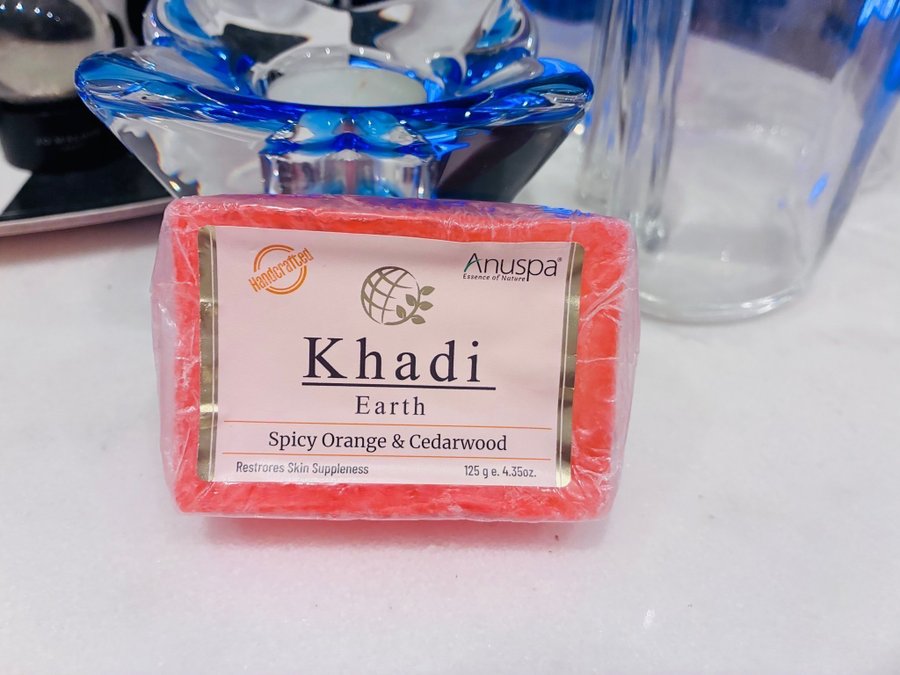 Handcrafted
Anuspa®
Essence of Nature
Khadi
Earth
Spicy Orange & Cedarwood
Restrores Skin Suppleness
125 g e. 4.35oz.